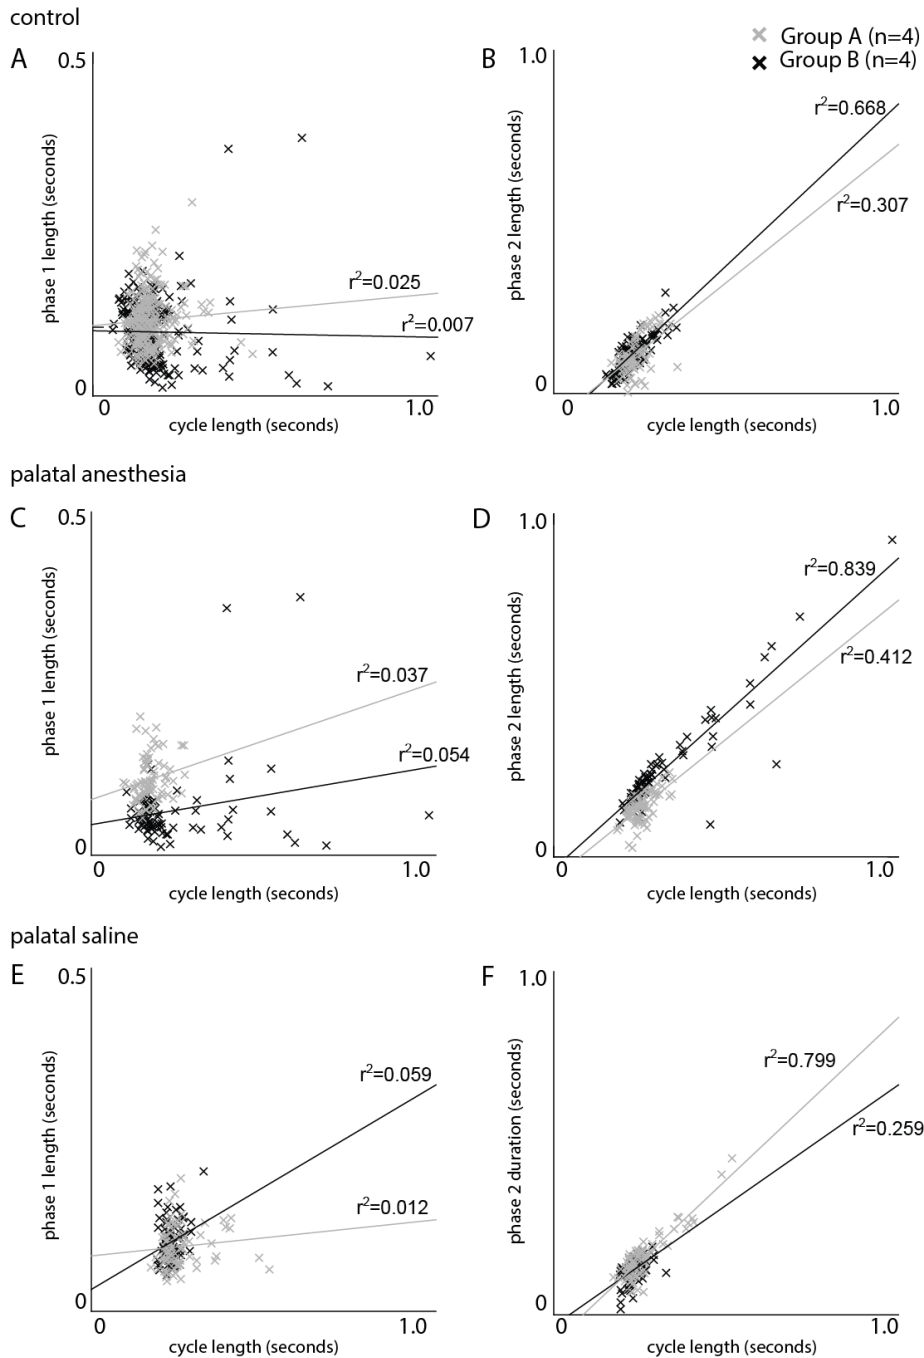 control
Group A (n=4)
Group B (n=4)
A
0.5
phase 1 length (seconds)
r²=0.025
r²=0.007
0
0
1.0
cycle length (seconds)
B
1.0
phase 2 length (seconds)
r²=0.668
r²=0.307
0
0
1.0
cycle length (seconds)
palatal anesthesia
C
0.5
phase 1 length (seconds)
r²=0.037
r²=0.054
0
0
1.0
cycle length (seconds)
D
1.0
phase 2 length (seconds)
r²=0.839
r²=0.412
0
0
1.0
cycle length (seconds)
palatal saline
E
0.5
phase 1 length (seconds)
r²=0.059
r²=0.012
0
0
1.0
cycle length (seconds)
F
1.0
phase 2 duration (seconds)
r²=0.799
r²=0.259
0
0
1.0
cycle length (seconds)